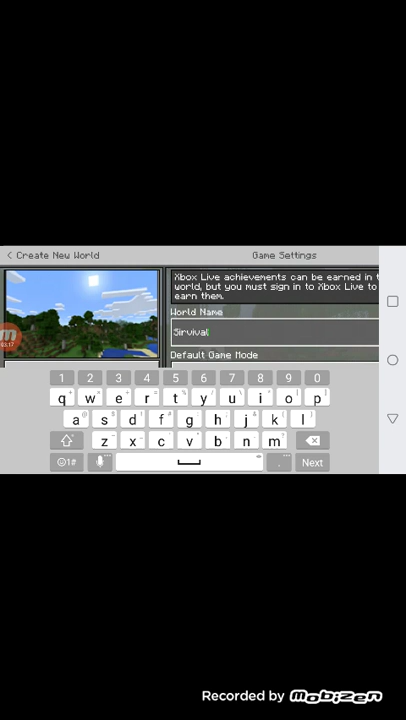 Create New World
Game Settings
Xbox Live achievements can be earned in t
world, but you must sign in to Xbox Live to
earn them.
World Name
Sirvival
Default Game Mode
1 2 3 4 5 6 7 8 9 0
q w e r t y u i o p
a s d f g h j k l
z x c v b n m
!#
. Next
Recorded by Mobizen